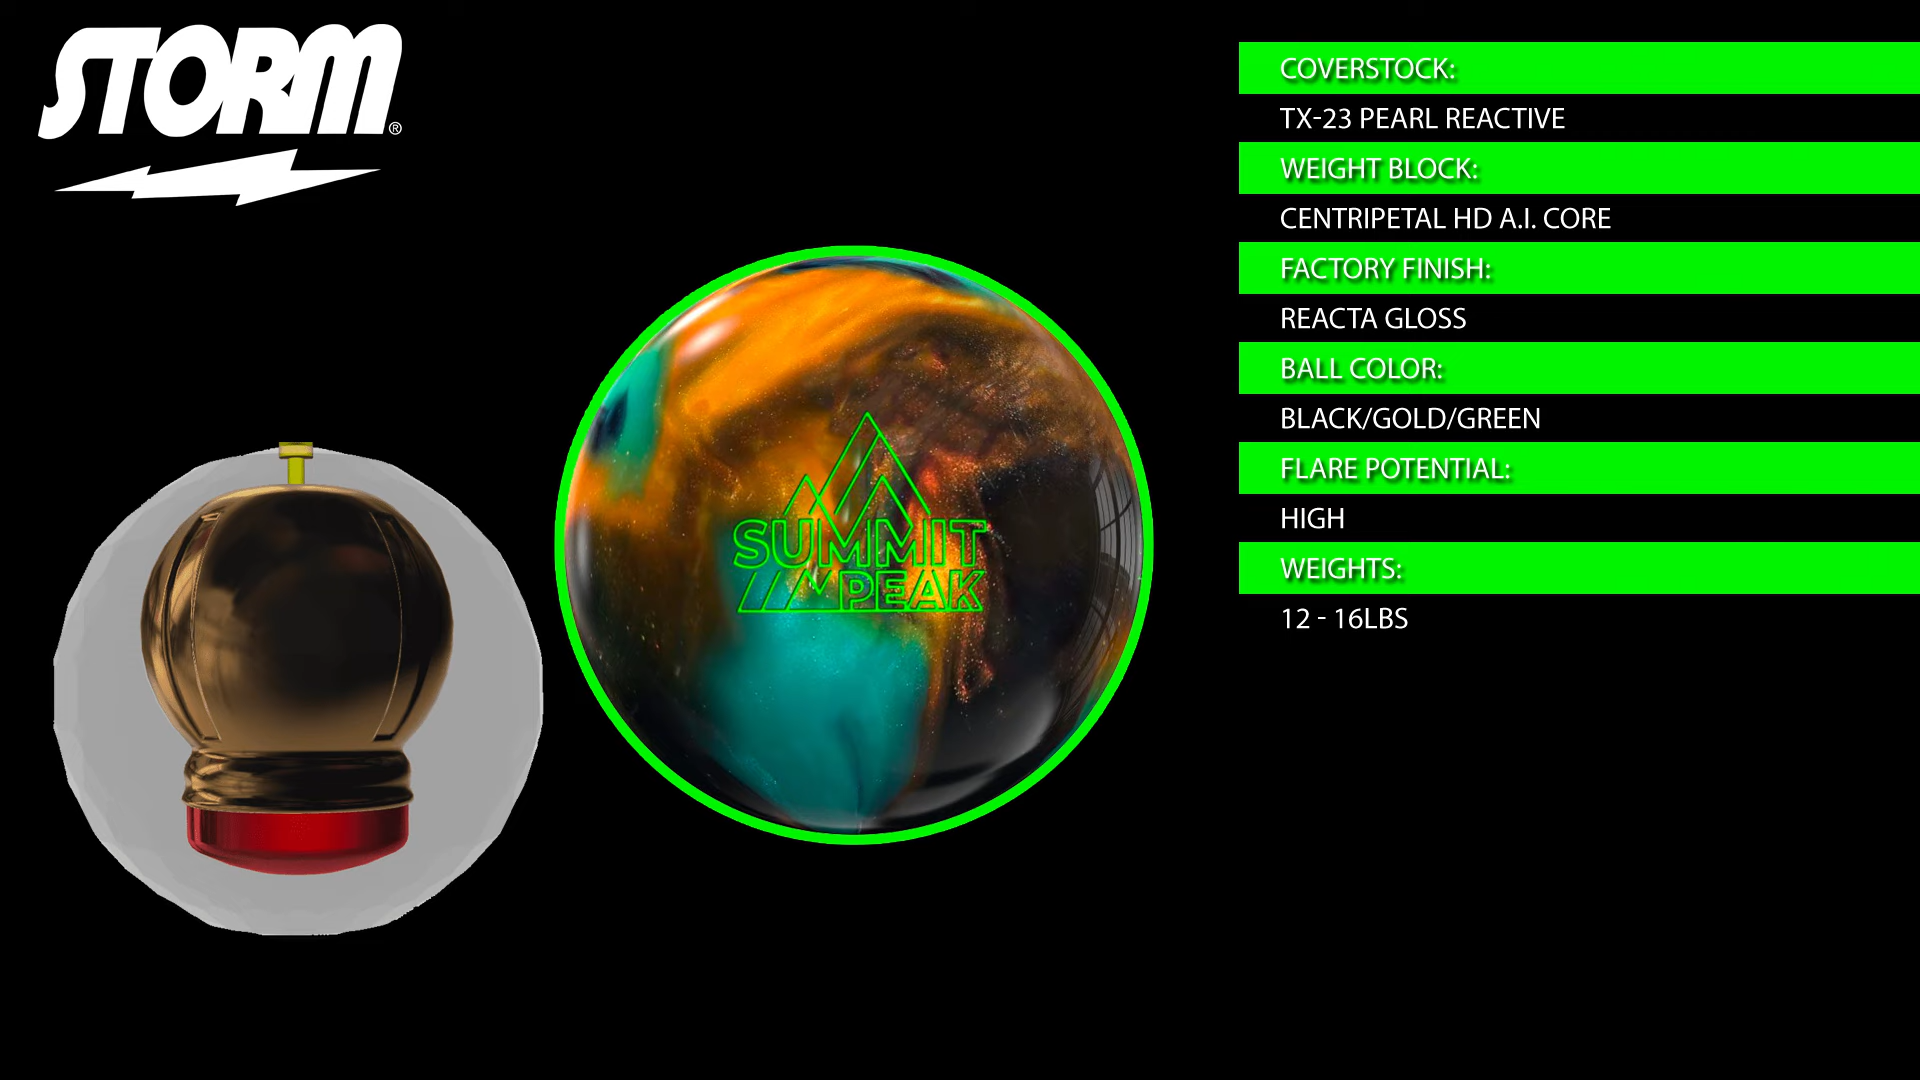 STORM®
SUMMIT
PEAK
COVERSTOCK:
TX-23 PEARL REACTIVE
WEIGHT BLOCK:
CENTRIPETAL HD A.I. CORE
FACTORY FINISH:
REACTA GLOSS
BALL COLOR:
BLACK/GOLD/GREEN
FLARE POTENTIAL:
HIGH
WEIGHTS:
12 - 16LBS